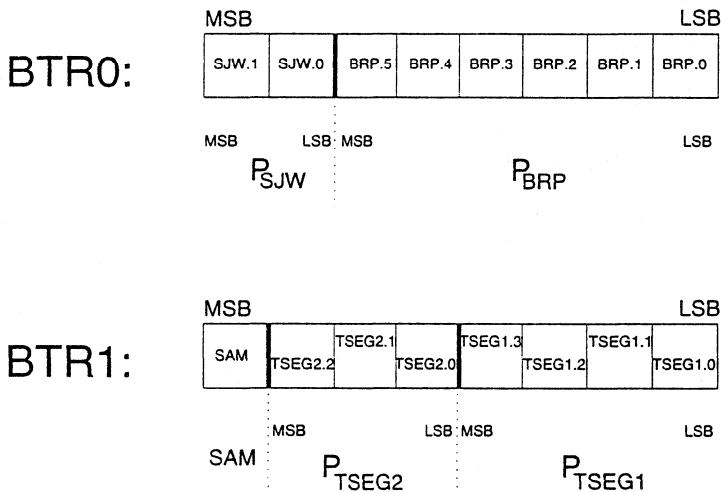 MSB LSB
BTR0: SJW.1 SJW.0 BRP.5 BRP.4 BRP.3 BRP.2 BRP.1 BRP.0
MSB LSB MSB LSB
PSJW PBRP
MSB LSB
BTR1: SAM TSEG2.2 TSEG2.1 TSEG2.0 TSEG1.3 TSEG1.2 TSEG1.1 TSEG1.0
MSB LSB MSB LSB
SAM PTSEG2 PTSEG1